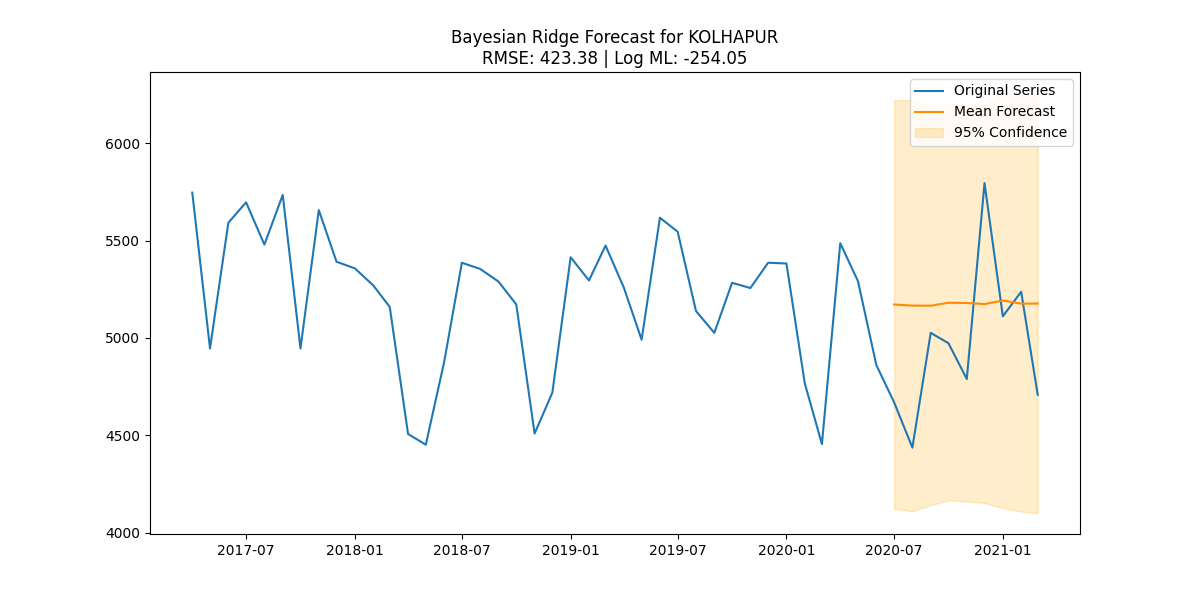 Bayesian Ridge Forecast for KOLHAPUR
RMSE: 423.38 | Log ML: -254.05
Original Series
Mean Forecast
95% Confidence
6000
5500
5000
4500
4000
2017-07
2018-01
2018-07
2019-01
2019-07
2020-01
2020-07
2021-01